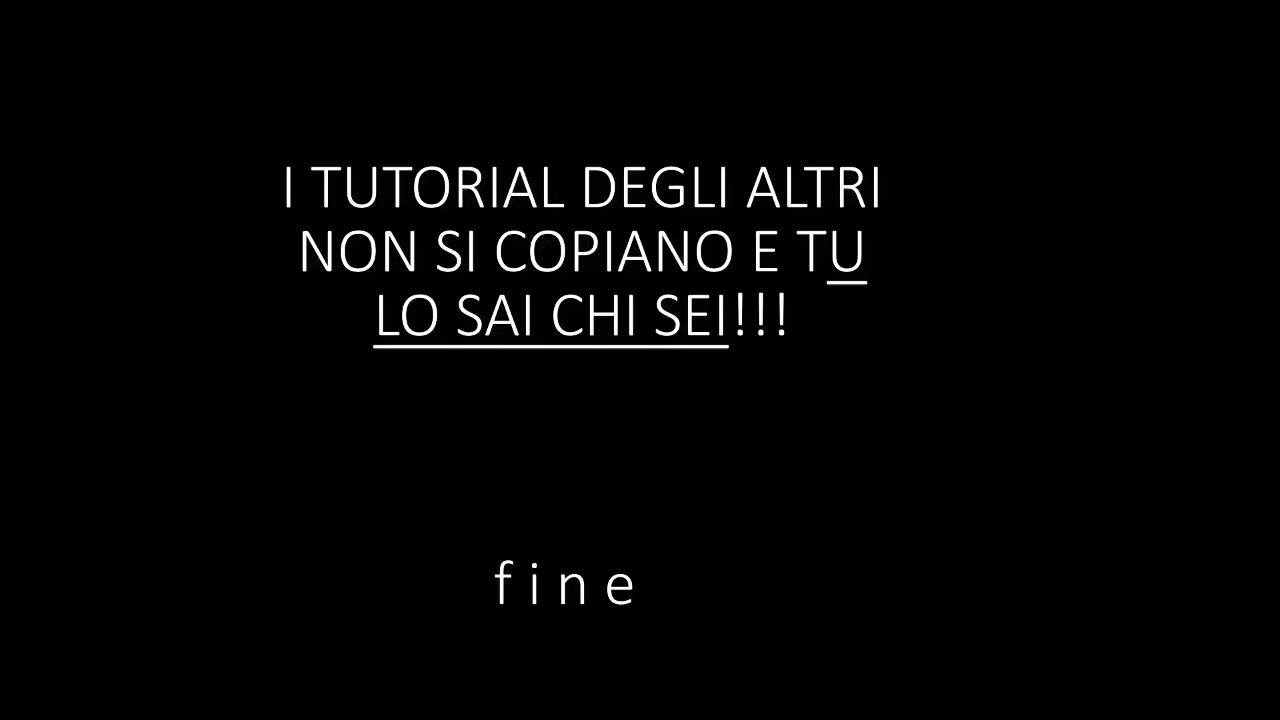 I TUTORIAL DEGLI ALTRI
NON SI COPIANO E TU
LO SAI CHI SEI!!!
f i n e